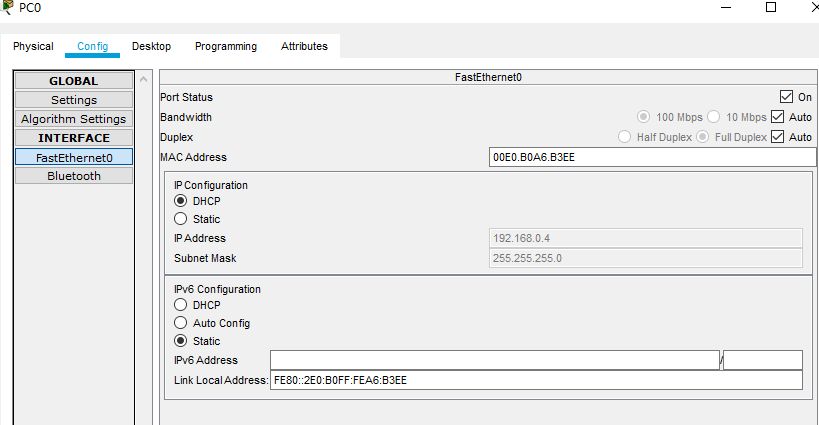 PC0
Physical Config Desktop Programming Attributes
GLOBAL
Settings
Algorithm Settings
INTERFACE
FastEthernet0
Bluetooth
FastEthernet0
Port Status On
Bandwidth 100 Mbps 10 Mbps Auto
Duplex Half Duplex Full Duplex Auto
MAC Address 00E0.B0A6.B3EE
IP Configuration
DHCP
Static
IP Address 192.168.0.4
Subnet Mask 255.255.255.0
IPv6 Configuration
DHCP
Auto Config
Static
IPv6 Address /
Link Local Address: FE80::2E0:B0FF:FEA6:B3EE